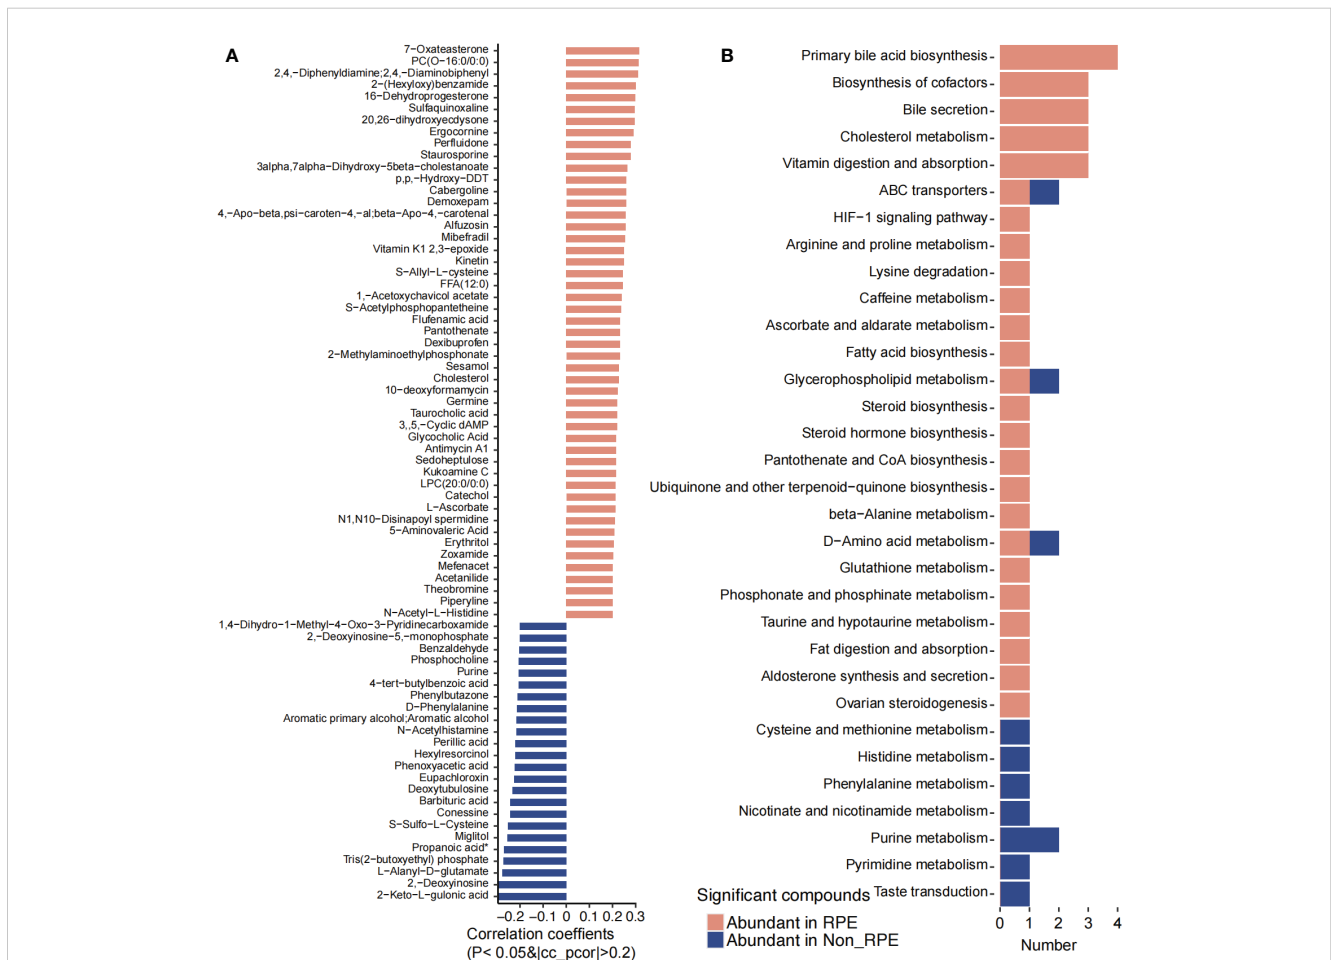 A
7−Oxateasterone
PC(O−16:0/0:0)
2,4,−Diphenyldiamine;2,4,−Diaminobiphenyl
2−(Hexyloxy)benzamide
16−Dehydroprogesterone
Sulfaquinoxaline
20,26−dihydroxyecdysone
Ergocornine
Perfluidone
Staurosporine
3alpha,7alpha−Dihydroxy−5beta−cholestanoate
p,p,−Hydroxy−DDT
Cabergoline
Demoxepam
4,−Apo−beta,psi−caroten−4,−al;beta−Apo−4,−carotenal
Alfuzosin
Mibefradil
Vitamin K1 2,3−epoxide
Kinetin
S−Allyl−L−cysteine
FFA(12:0)
1,−Acetoxychavicol acetate
S−Acetylphosphopantetheine
Flufenamic acid
Pantothenate
Dexibuprofen
2−Methylaminoethylphosphonate
Sesamol
Cholesterol
10−deoxyformamycin
Germine
Taurocholic acid
3,,5,−Cyclic dAMP
Glycocholic Acid
Antimycin A1
Sedoheptulose
Kukoamine C
LPC(20:0/0:0)
Catechol
L−Ascorbate
N1,N10−Disinapoyl spermidine
5−Aminovaleric Acid
Erythritol
Zoxamide
Mefenacet
Acetanilide
Theobromine
Piperyline
N−Acetyl−L−Histidine
1,4−Dihydro−1−Methyl−4−Oxo−3−Pyridinecarboxamide
2,−Deoxyinosine−5,−monophosphate
Benzaldehyde
Phosphocholine
Purine
4−tert−butylbenzoic acid
Phenylbutazone
D−Phenylalanine
Aromatic primary alcohol;Aromatic alcohol
N−Acetylhistamine
Perillic acid
Hexylresorcinol
Phenoxyacetic acid
Eupachloroxin
Deoxytubulosine
Barbituric acid
Conessine
S−Sulfo−L−Cysteine
Miglitol
Propanoic acid*
Tris(2−butoxyethyl) phosphate
L−Alanyl−D−glutamate
2,−Deoxyinosine
2−Keto−L−gulonic acid
−0.2 −0.1 0 0.1 0.2 0.3
Correlation coeffients
(P< 0.05&|cc_pcor|>0.2)
B
Primary bile acid biosynthesis
Biosynthesis of cofactors
Bile secretion
Cholesterol metabolism
Vitamin digestion and absorption
ABC transporters
HIF−1 signaling pathway
Arginine and proline metabolism
Lysine degradation
Caffeine metabolism
Ascorbate and aldarate metabolism
Fatty acid biosynthesis
Glycerophospholipid metabolism
Steroid biosynthesis
Steroid hormone biosynthesis
Pantothenate and CoA biosynthesis
Ubiquinone and other terpenoid−quinone biosynthesis
beta−Alanine metabolism
D−Amino acid metabolism
Glutathione metabolism
Phosphonate and phosphinate metabolism
Taurine and hypotaurine metabolism
Fat digestion and absorption
Aldosterone synthesis and secretion
Ovarian steroidogenesis
Cysteine and methionine metabolism
Histidine metabolism
Phenylalanine metabolism
Nicotinate and nicotinamide metabolism
Purine metabolism
Pyrimidine metabolism
Taste transduction
0 1 2 3 4
Number
Significant compounds
Abundant in RPE
Abundant in Non_RPE